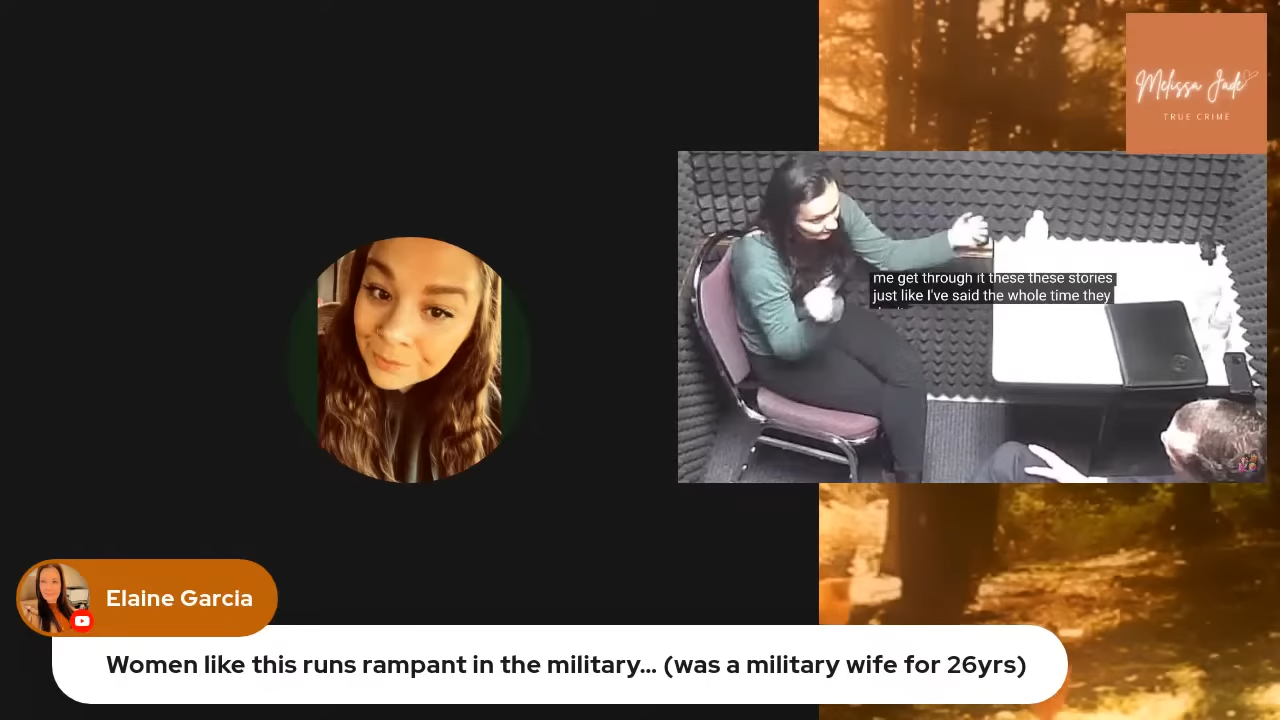 Melissa Jade
TRUE CRIME
me get through it these these stories
just like I've said the whole time they
Elaine Garcia
Women like this runs rampant in the military... (was a military wife for 26yrs)